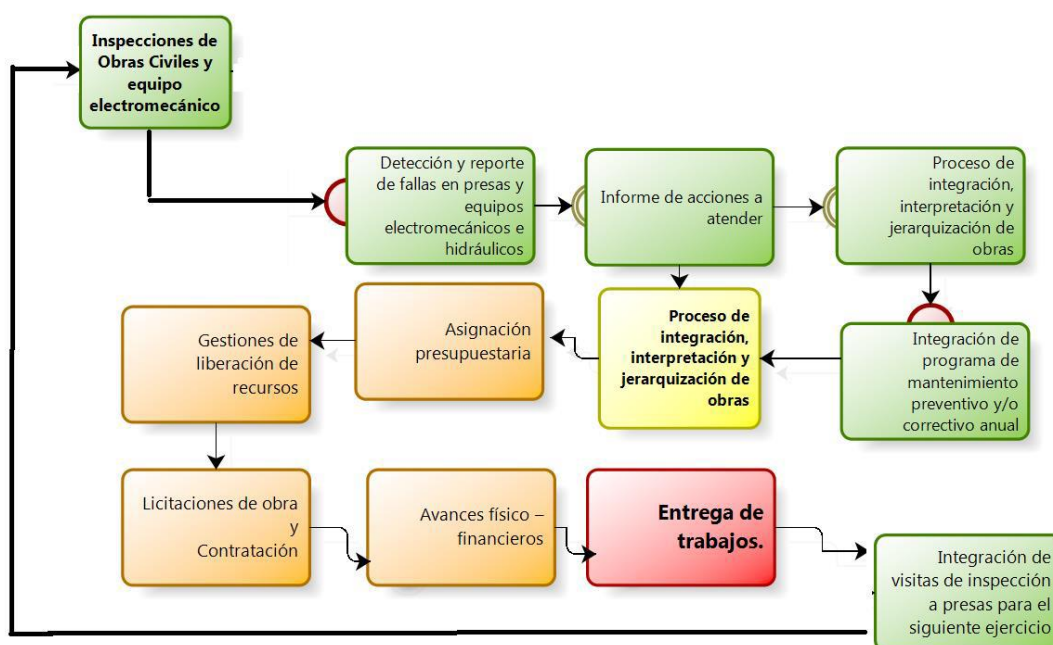 Inspecciones de
Obras Civiles y
equipo
electromecánico
Detección y reporte
de fallas en presas y
equipos
electromecánicos e
hidráulicos
Informe de acciones a
atender
Proceso de
integración,
interpretación y
jerarquización de
obras
Gestiones de
liberación de
recursos
Asignación
presupuestaria
Proceso de
integración,
interpretación y
jerarquización de
obras
Integración de
programa de
mantenimiento
preventivo y/o
correctivo anual
Licitaciones de obra
y
Contratación
Avances físico –
financieros
Entrega de
trabajos.
Integración de
visitas de inspección
a presas para el
siguiente ejercicio